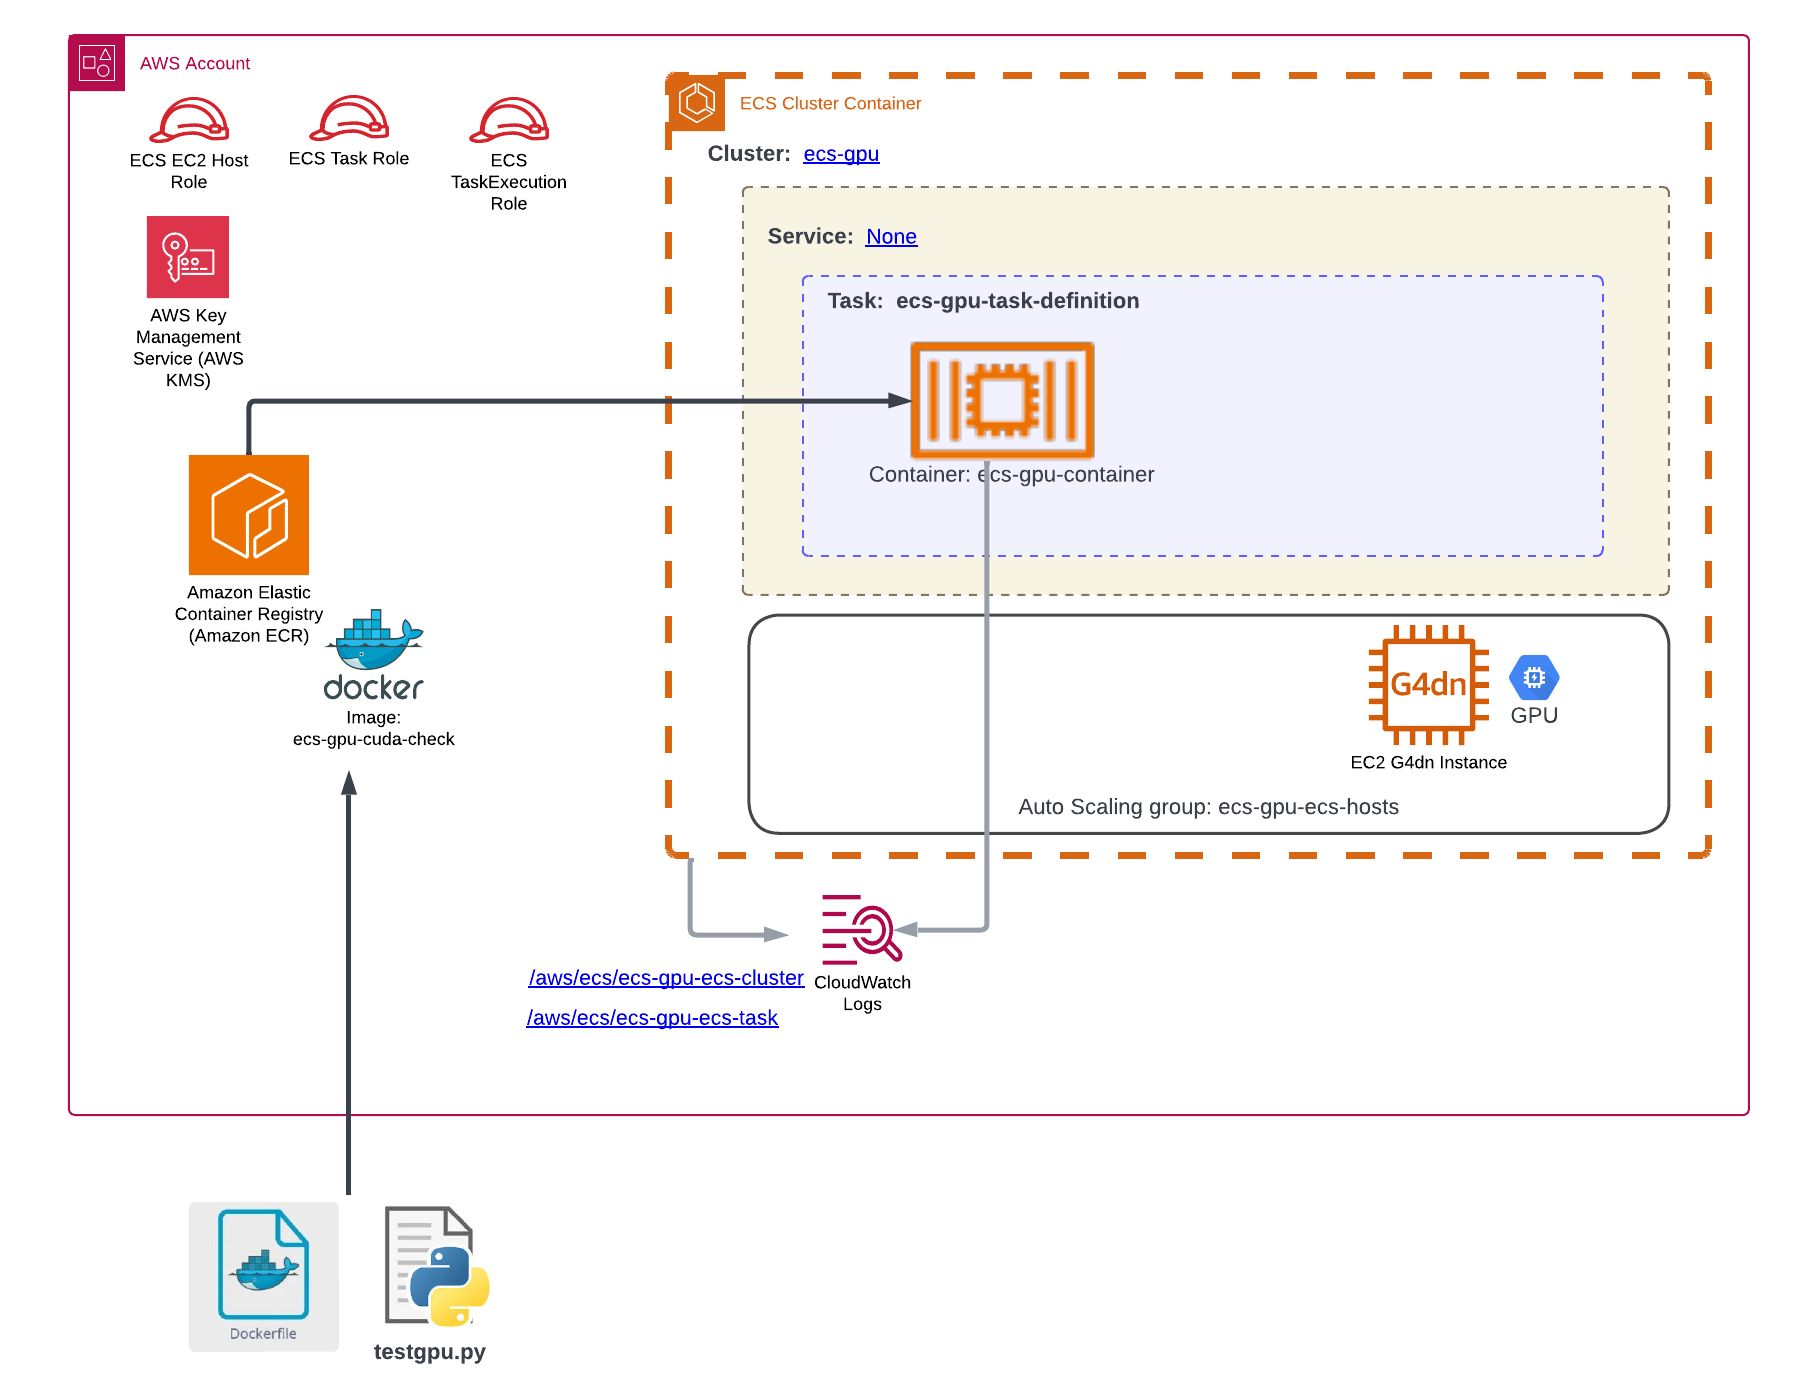 AWS Account
ECS EC2 Host
Role
ECS Task Role
ECS
TaskExecution
Role
AWS Key
Management
Service (AWS
KMS)
ECS Cluster Container
Cluster: ecs-gpu
Service: None
Task: ecs-gpu-task-definition
Container: ecs-gpu-container
Amazon Elastic
Container Registry
(Amazon ECR)
docker
Image:
ecs-gpu-cuda-check
G4dn
GPU
EC2 G4dn Instance
Auto Scaling group: ecs-gpu-ecs-hosts
/aws/ecs/ecs-gpu-ecs-cluster
/aws/ecs/ecs-gpu-ecs-task
CloudWatch
Logs
Dockerfile
testgpu.py